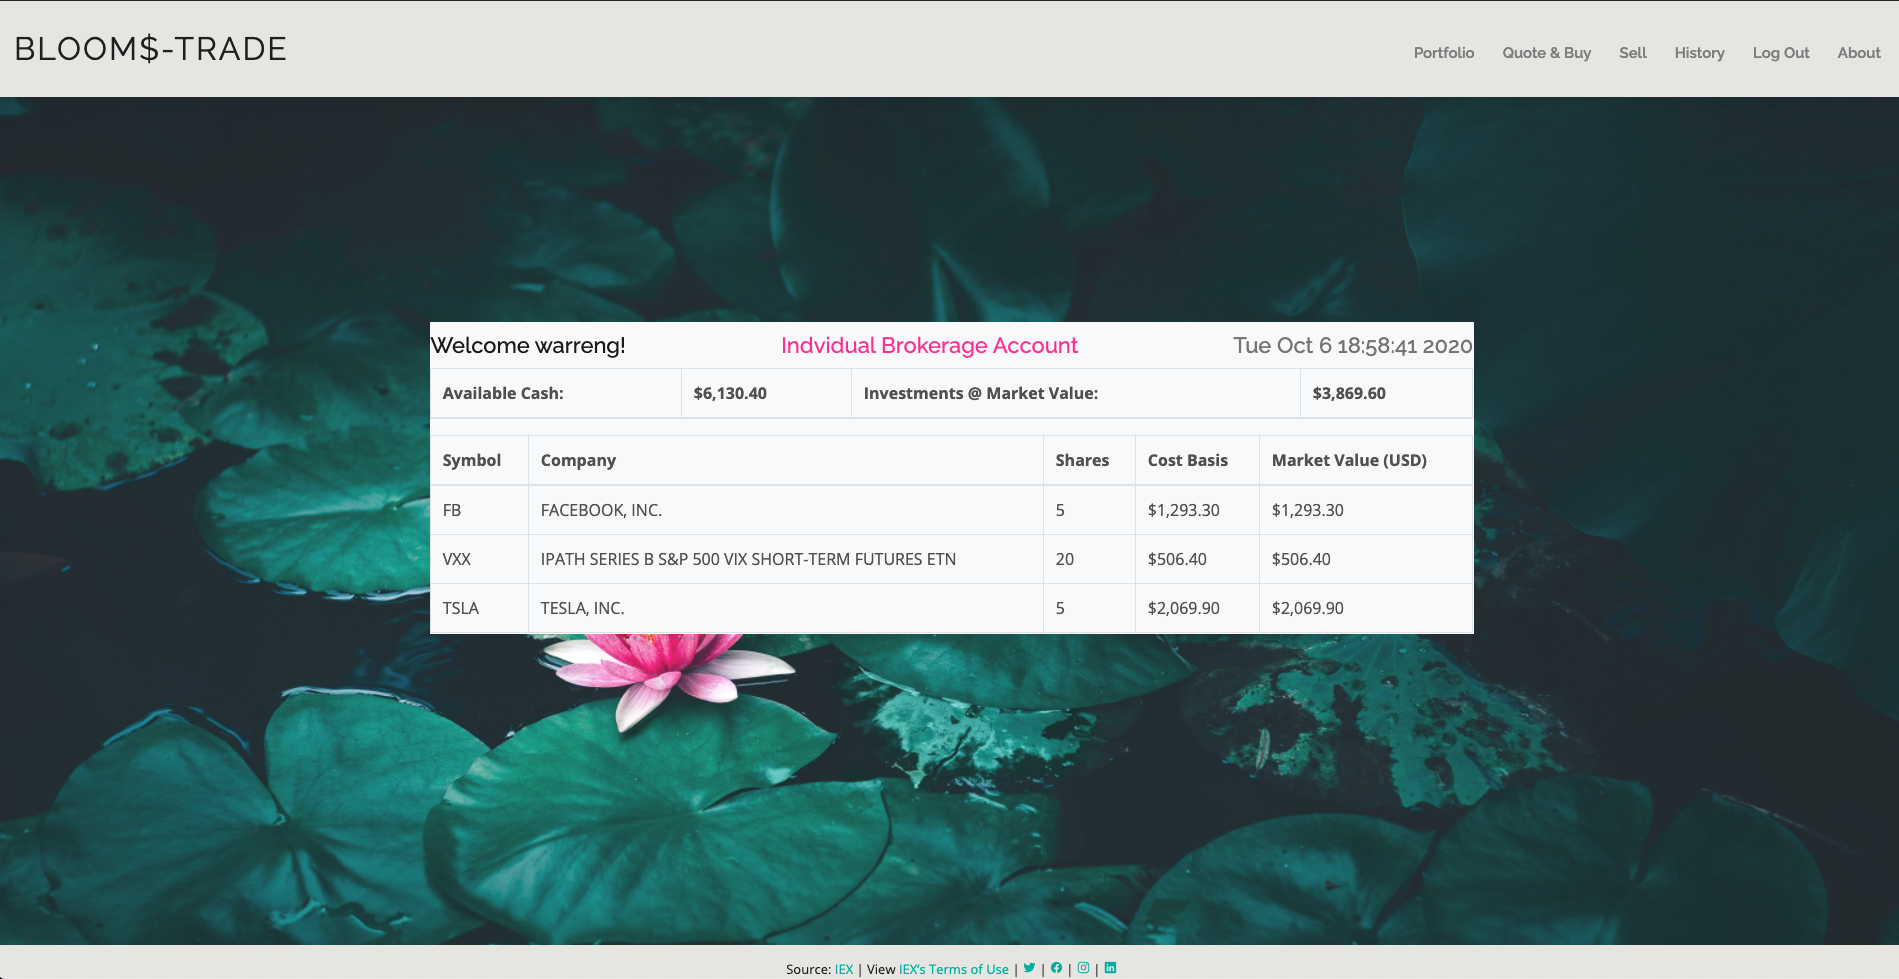 BLOOM$-TRADE
Portfolio Quote & Buy Sell History Log Out About
Welcome warreng! Indvidual Brokerage Account Tue Oct 6 18:58:41 2020
Available Cash: $6,130.40 Investments @ Market Value: $3,869.60
Symbol Company Shares Cost Basis Market Value (USD)
FB FACEBOOK, INC. 5 $1,293.30 $1,293.30
VXX IPATH SERIES B S&P 500 VIX SHORT-TERM FUTURES ETN 20 $506.40 $506.40
TSLA TESLA, INC. 5 $2,069.90 $2,069.90
Source: IEX | View IEX's Terms of Use | | | |